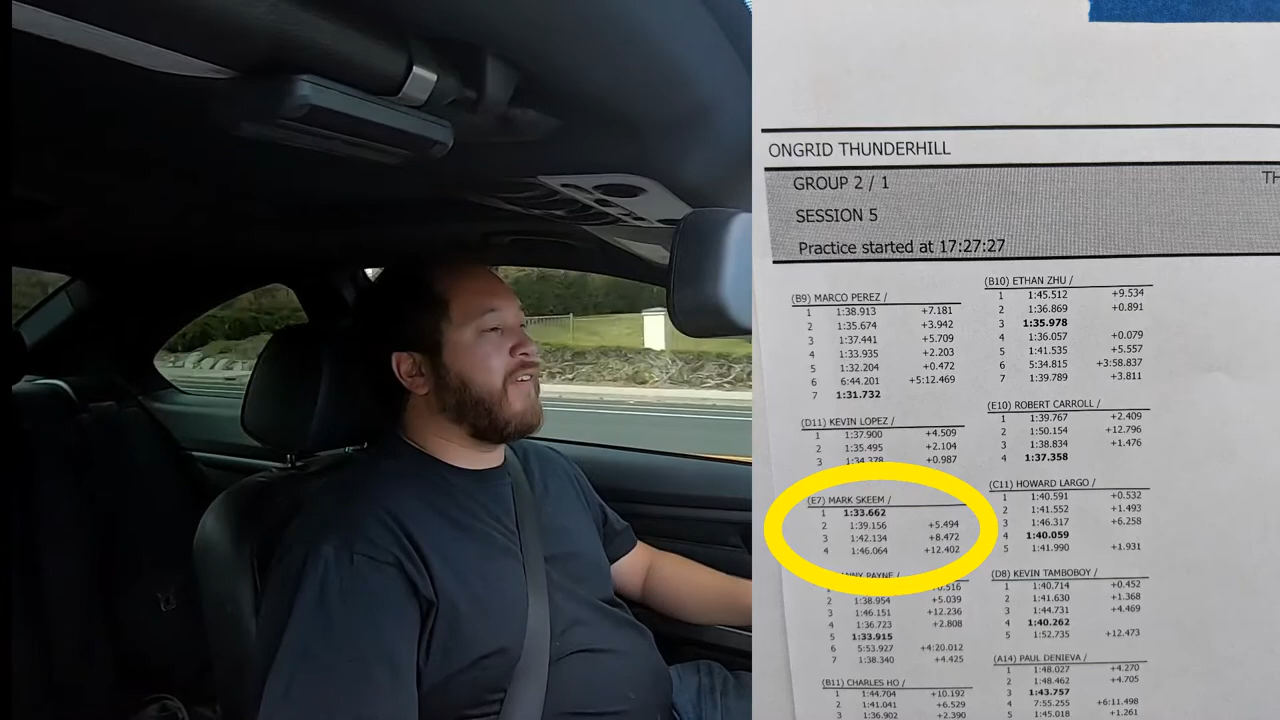 ONGRID THUNDERHILL
GROUP 2 / 1
TH
SESSION 5
Practice started at 17:27:27
(B9) MARCO PEREZ /
1 1:38.913 +7.181
2 1:35.674 +3.942
3 1:37.441 +5.709
4 1:33.935 +2.203
5 1:32.204 +0.472
6 6:44.201 +5:12.469
7 1:31.732
(D11) KEVIN LOPEZ /
1 1:37.900 +4.509
2 1:35.495 +2.104
3 1:34.378 +0.987
(E7) MARK SKEEM /
1 1:33.662
2 1:39.156 +5.494
3 1:42.134 +8.472
4 1:46.064 +12.402
PAYNE /
2 1:38.954 +5.039
3 1:46.151 +12.236
4 1:36.723 +2.808
5 1:33.915
6 5:53.927 +4:20.012
7 1:38.340 +4.425
(B11) CHARLES HO /
1 1:44.704 +10.192
2 1:41.041 +6.529
3 1:36.902 +2.390
(B10) ETHAN ZHU /
1 1:45.512 +9.534
2 1:36.869 +0.891
3 1:35.978
4 1:36.057 +0.079
5 1:41.535 +5.557
6 5:34.815 +3:58.837
7 1:39.789 +3.811
(E10) ROBERT CARROLL /
1 1:39.767 +2.409
2 1:50.154 +12.796
3 1:38.834 +1.476
4 1:37.358
(C11) HOWARD LARGO /
1 1:40.591 +0.532
2 1:41.552 +1.493
3 1:46.317 +6.258
4 1:40.059
5 1:41.990 +1.931
(D8) KEVIN TAMBOBOY /
1 1:40.714 +0.452
2 1:41.630 +1.368
3 1:44.731 +4.469
4 1:40.262
5 1:52.735 +12.473
(A14) PAUL DENIEVA /
1 1:48.027 +4.270
2 1:48.462 +4.705
3 1:43.757
4 7:55.255 +6:11.498
5 1:45.018 +1.261